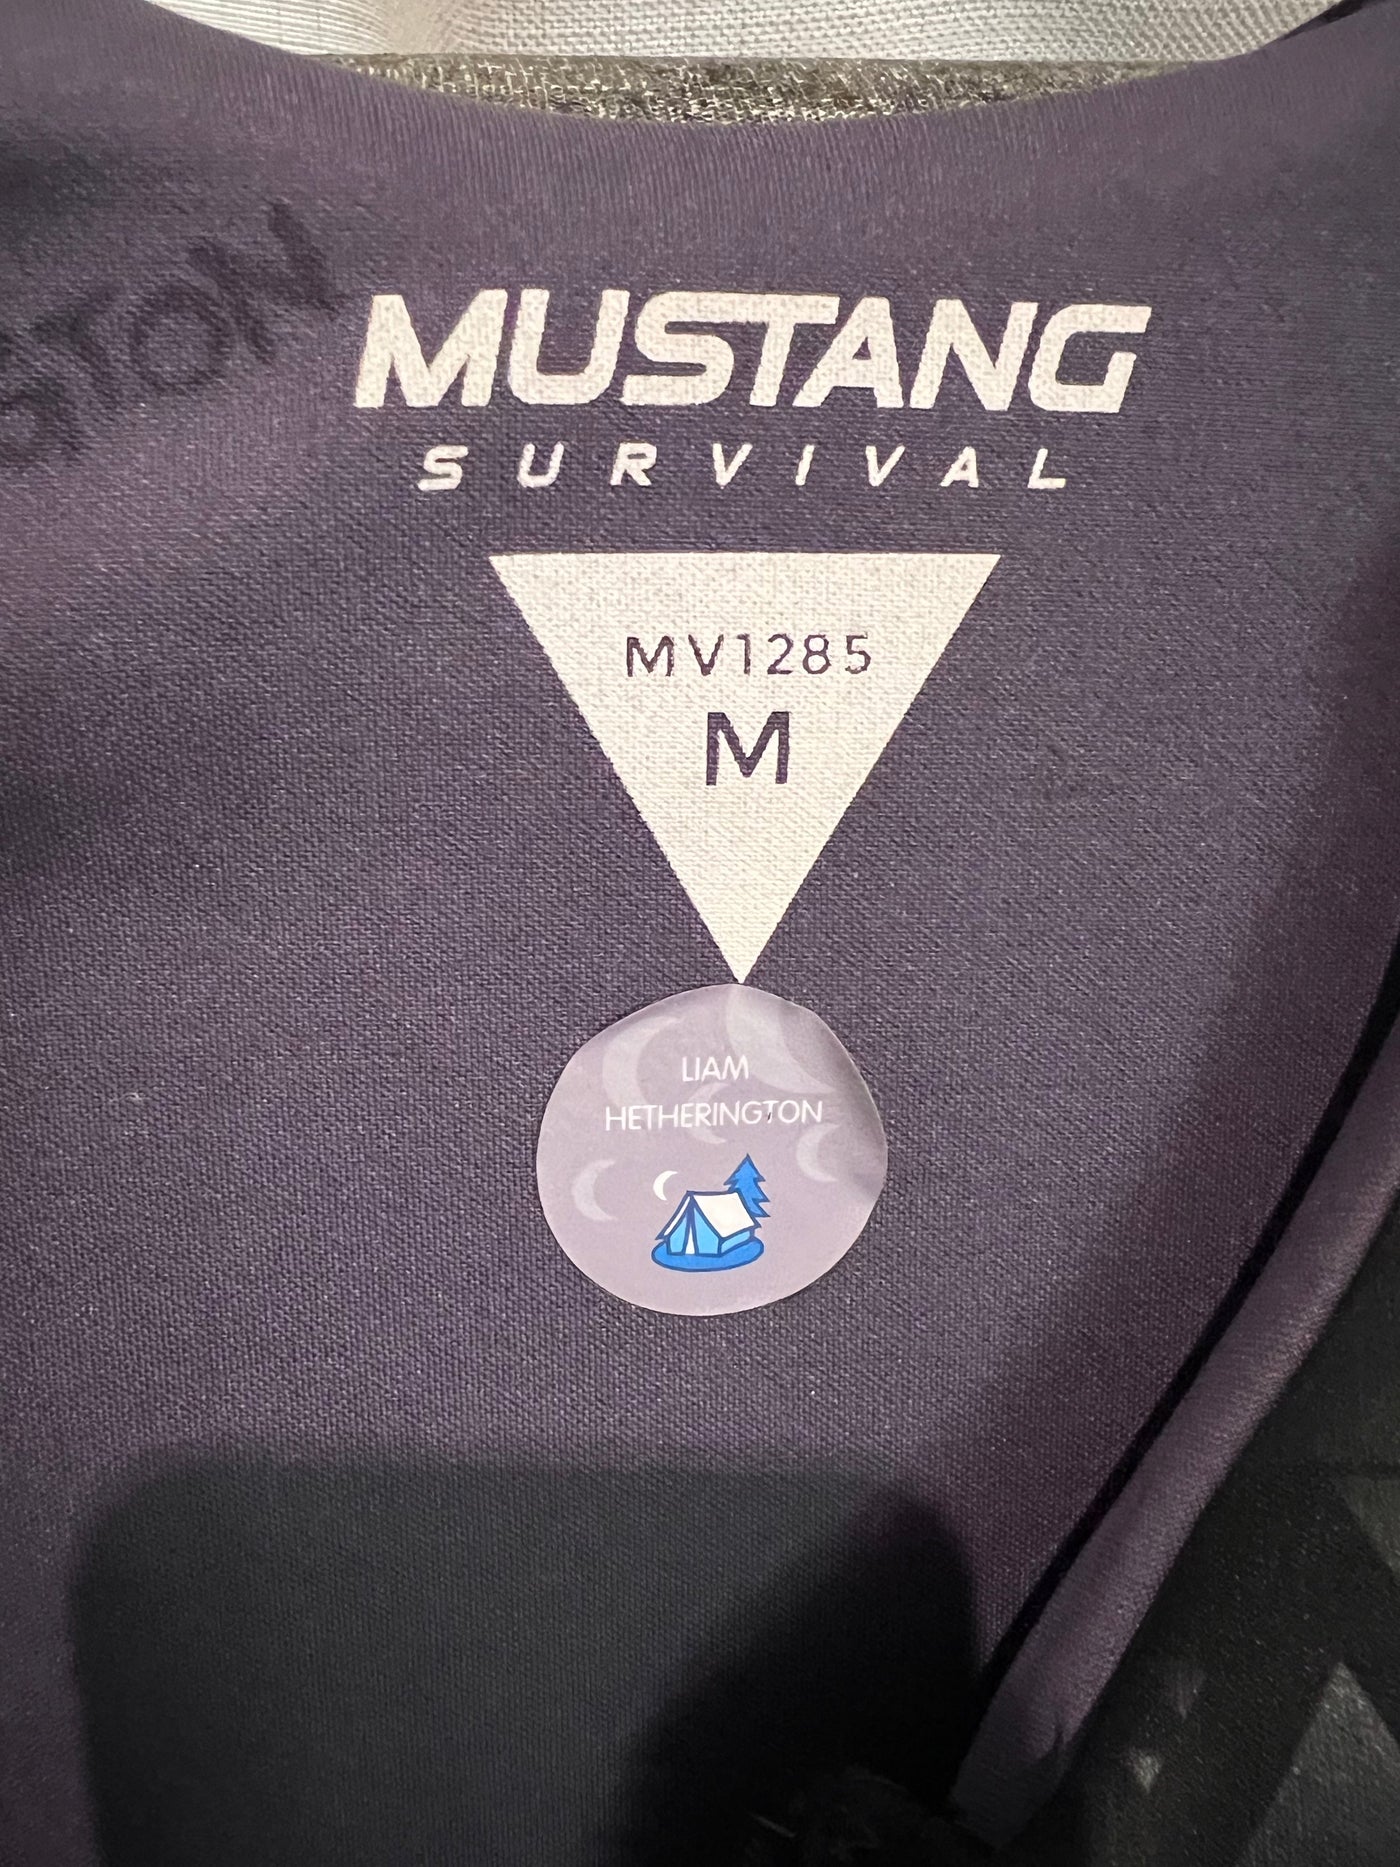 MUSTANG
SURVIVAL
MV1285
M
LIAM
HETHERINGTON